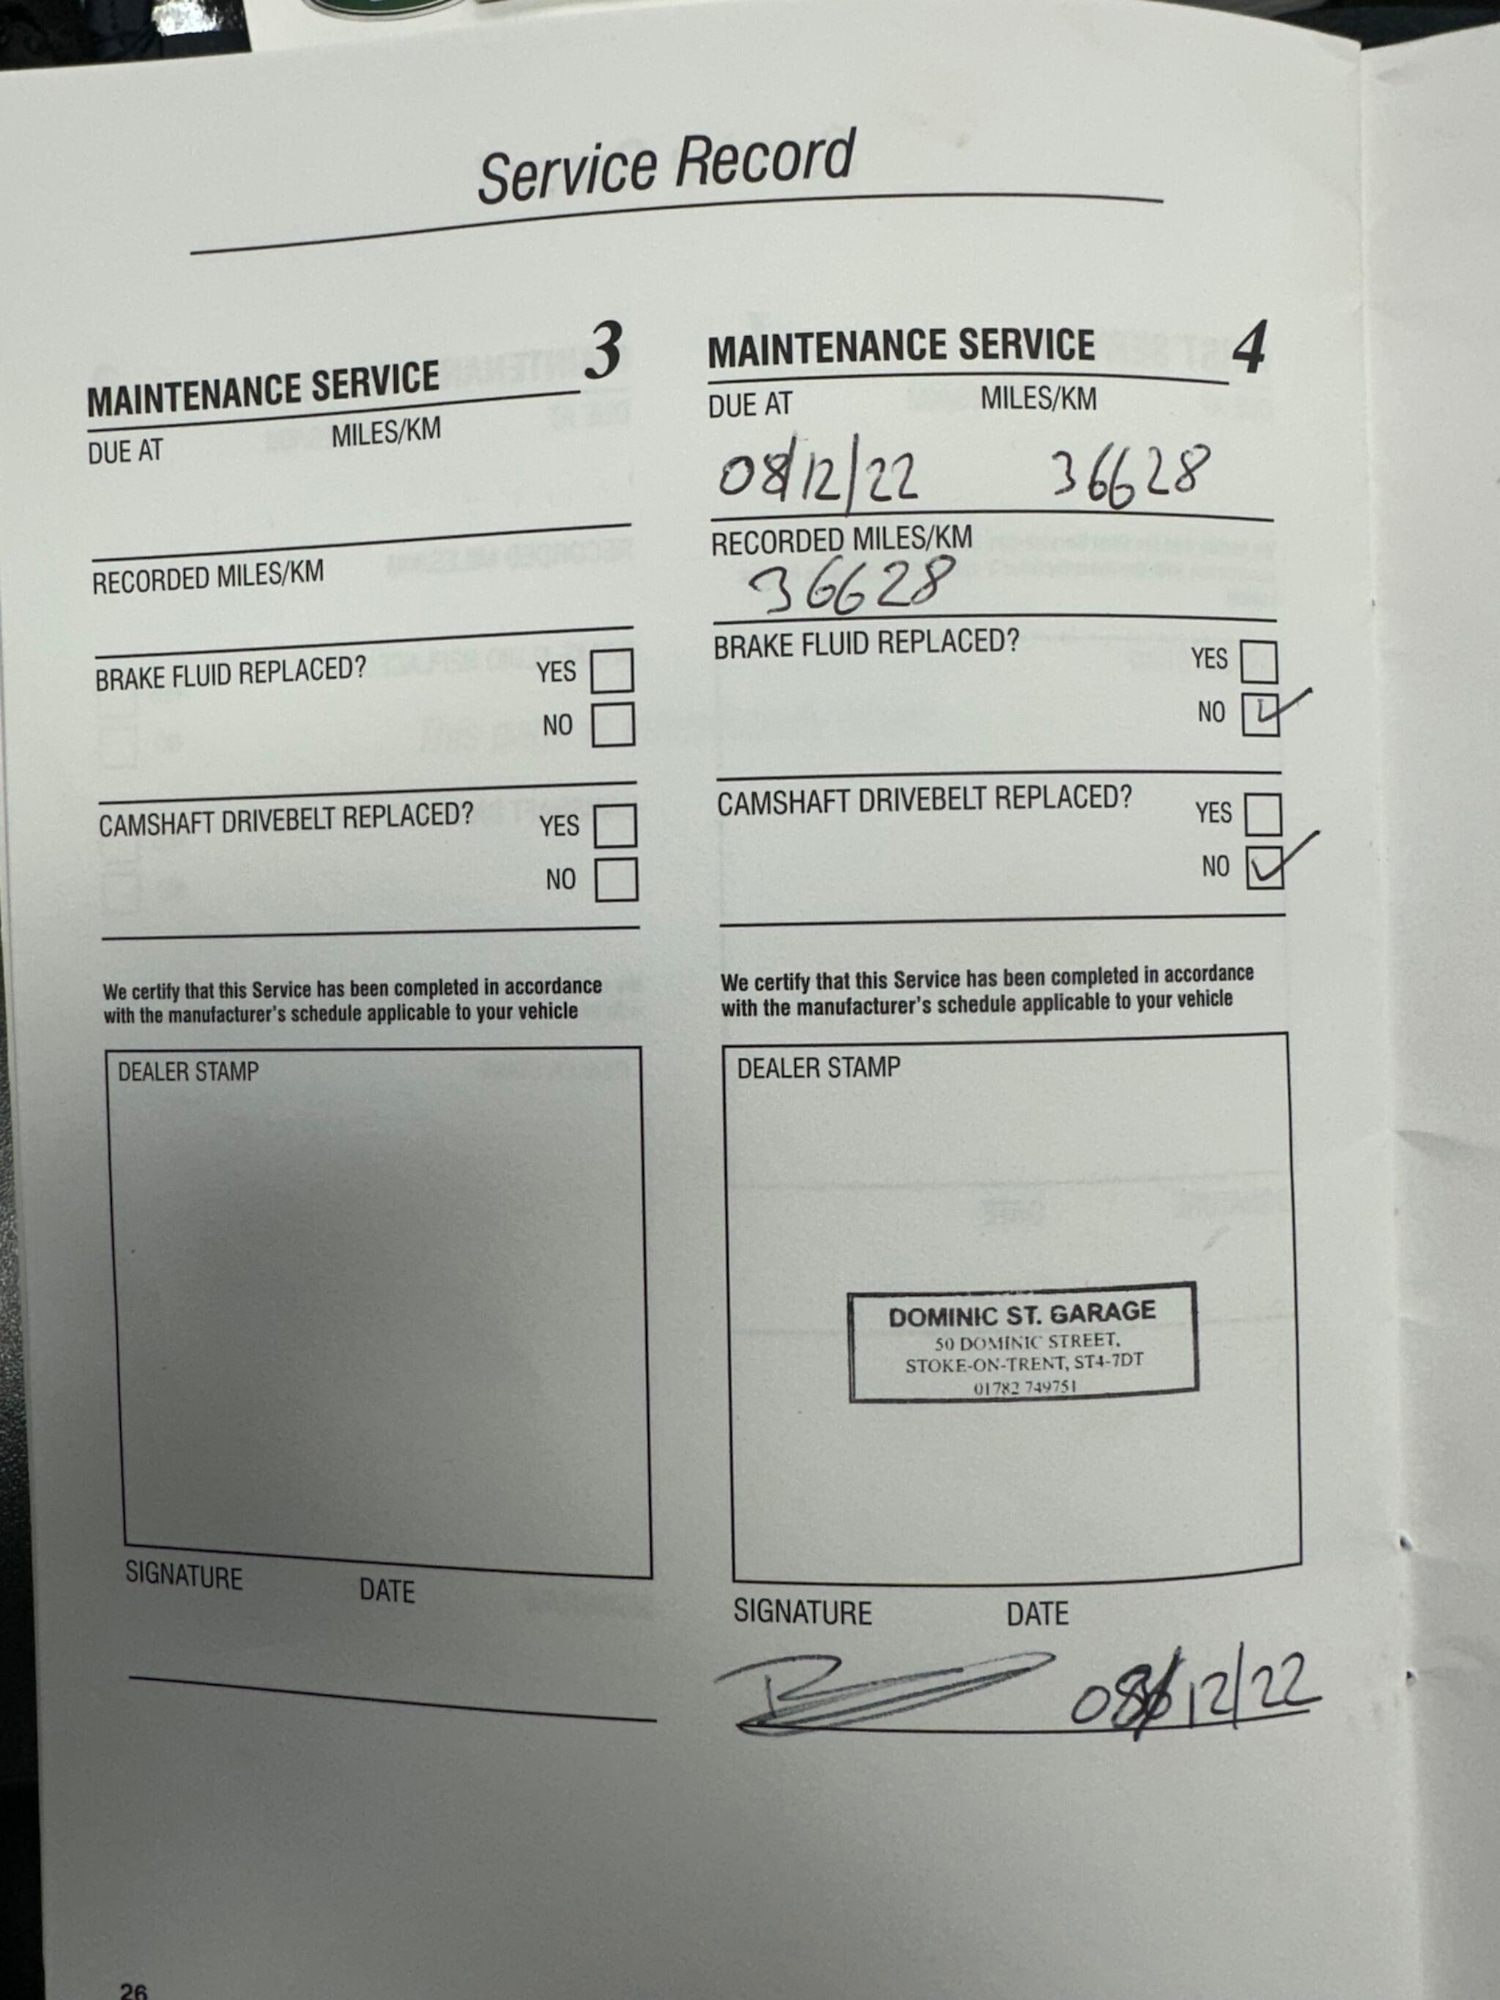 Service Record
MAINTENANCE SERVICE 3
DUE AT MILES/KM
RECORDED MILES/KM
BRAKE FLUID REPLACED? YES
NO
CAMSHAFT DRIVEBELT REPLACED? YES
NO
We certify that this Service has been completed in accordance
with the manufacturer's schedule applicable to your vehicle
DEALER STAMP
SIGNATURE DATE
MAINTENANCE SERVICE 4
DUE AT MILES/KM
08/12/22 36628
RECORDED MILES/KM
36628
BRAKE FLUID REPLACED? YES
NO
CAMSHAFT DRIVEBELT REPLACED? YES
NO
We certify that this Service has been completed in accordance
with the manufacturer's schedule applicable to your vehicle
DEALER STAMP
DOMINIC ST. GARAGE
50 DOMINIC STREET,
STOKE-ON-TRENT, ST4-7DT
01782 749751
SIGNATURE DATE
08/12/22
26